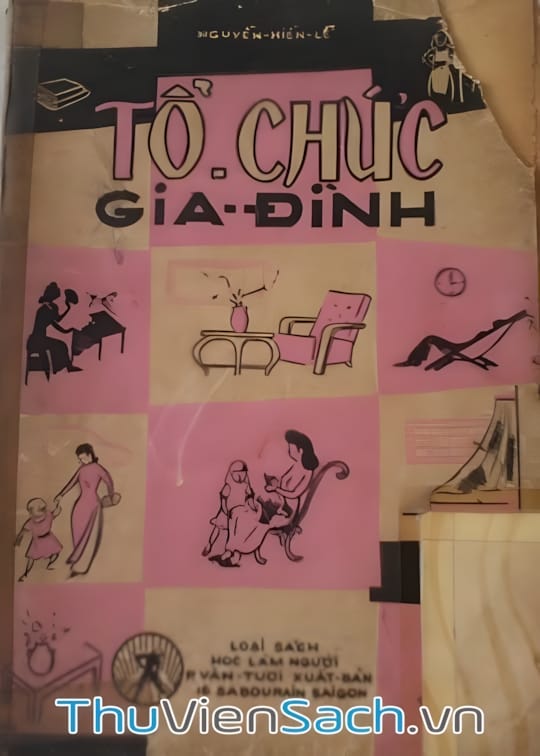 NGUYỄN-HIẾN-LÊ
TỔ-CHỨC
GIA-ĐÌNH
LOẠI SÁCH
HỌC LÀM NGƯỜI
P. VĂN-TƯƠI XUẤT-BẢN
16 SABOURAIN SAIGON
ThuVienSach.vn